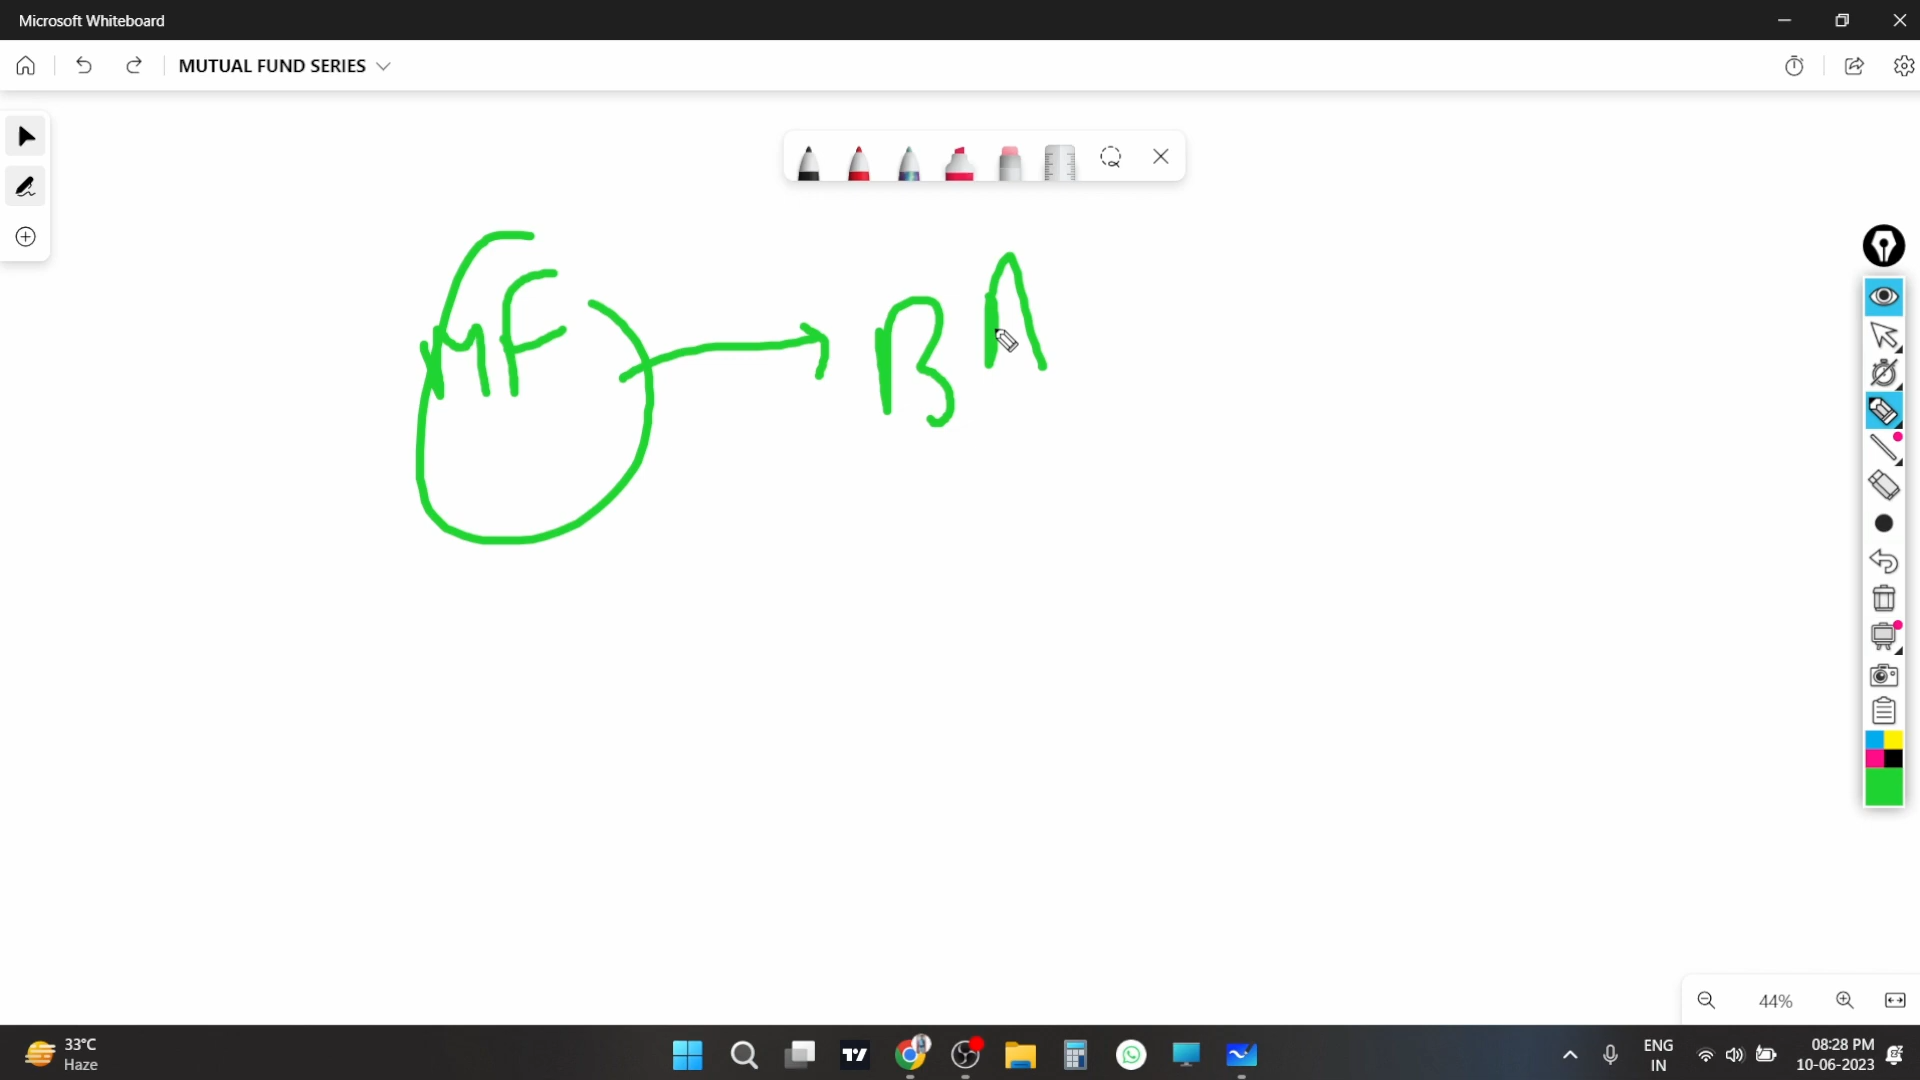 Microsoft Whiteboard
MUTUAL FUND SERIES
MF
BA
44%
33°C
Haze
ENG
IN
08:28 PM
10-06-2023